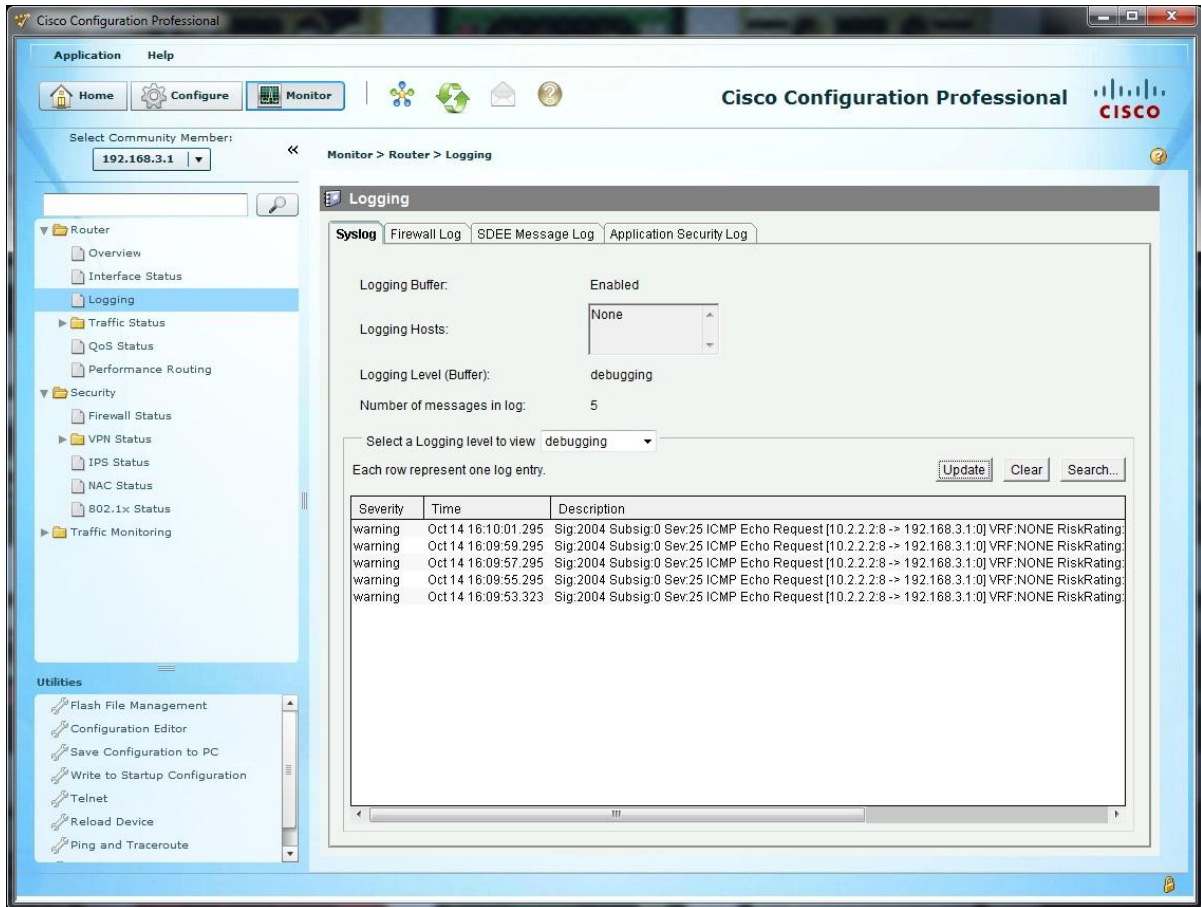 Cisco Configuration Professional
Application Help
Home Configure Monitor Cisco Configuration Professional CISCO
Select Community Member:
192.168.3.1
«
Monitor > Router > Logging
Router
Overview
Interface Status
Logging
Traffic Status
QoS Status
Performance Routing
Security
Firewall Status
VPN Status
IPS Status
NAC Status
802.1x Status
Traffic Monitoring
Utilities
Flash File Management
Configuration Editor
Save Configuration to PC
Write to Startup Configuration
Telnet
Reload Device
Ping and Traceroute
Logging
Syslog Firewall Log SDEE Message Log Application Security Log
Logging Buffer: Enabled
Logging Hosts: None
Logging Level (Buffer): debugging
Number of messages in log: 5
Select a Logging level to view debugging
Each row represent one log entry. Update Clear Search...
Severity Time Description
warning Oct 14 16:10:01.295 Sig:2004 Subsig:0 Sev:25 ICMP Echo Request [10.2.2.2:8 -> 192.168.3.1:0] VRF:NONE RiskRating:
warning Oct 14 16:09:59.295 Sig:2004 Subsig:0 Sev:25 ICMP Echo Request [10.2.2.2:8 -> 192.168.3.1:0] VRF:NONE RiskRating:
warning Oct 14 16:09:57.295 Sig:2004 Subsig:0 Sev:25 ICMP Echo Request [10.2.2.2:8 -> 192.168.3.1:0] VRF:NONE RiskRating:
warning Oct 14 16:09:55.295 Sig:2004 Subsig:0 Sev:25 ICMP Echo Request [10.2.2.2:8 -> 192.168.3.1:0] VRF:NONE RiskRating:
warning Oct 14 16:09:53.323 Sig:2004 Subsig:0 Sev:25 ICMP Echo Request [10.2.2.2:8 -> 192.168.3.1:0] VRF:NONE RiskRating: